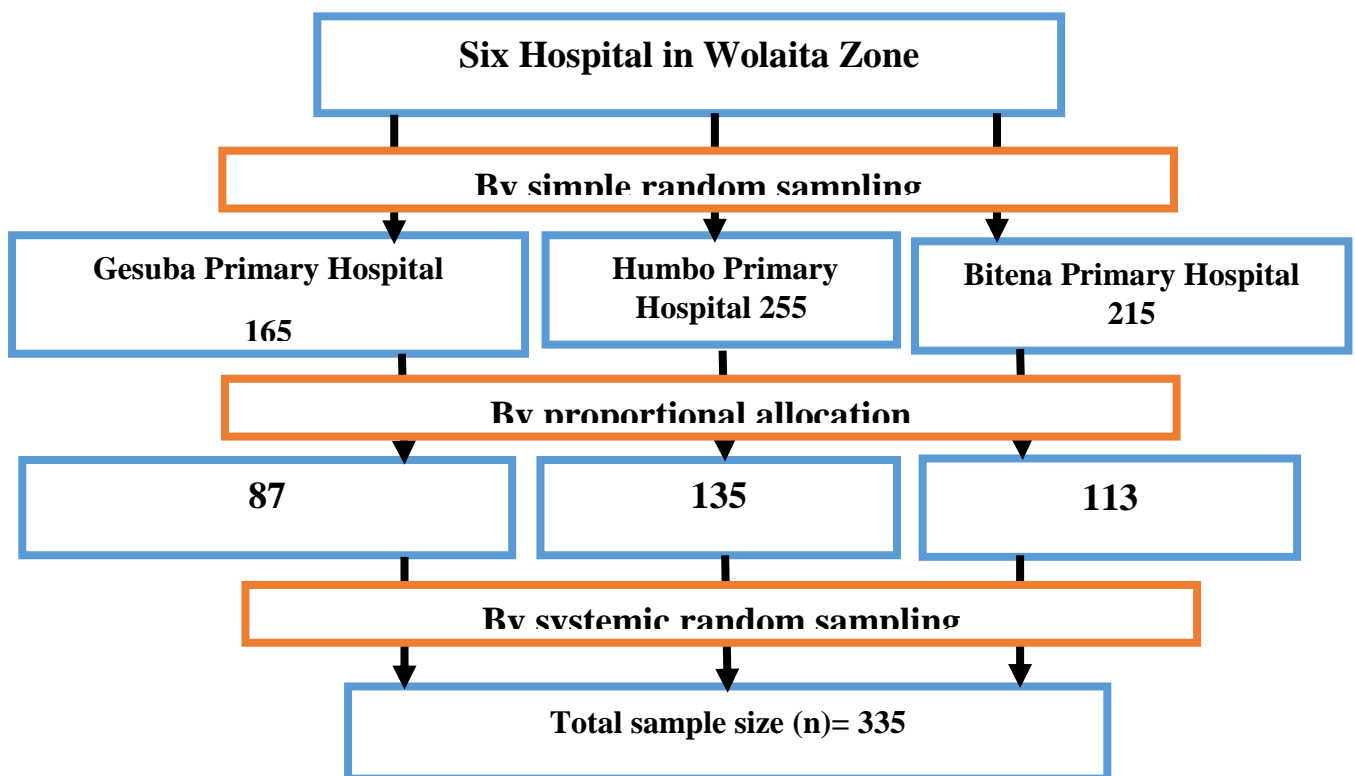 Six Hospital in Wolaita Zone
By simple random sampling
Gesuba Primary Hospital
165
Humbo Primary
Hospital 255
Bitena Primary Hospital
215
By proportional allocation
87
135
113
By systemic random sampling
Total sample size (n)= 335